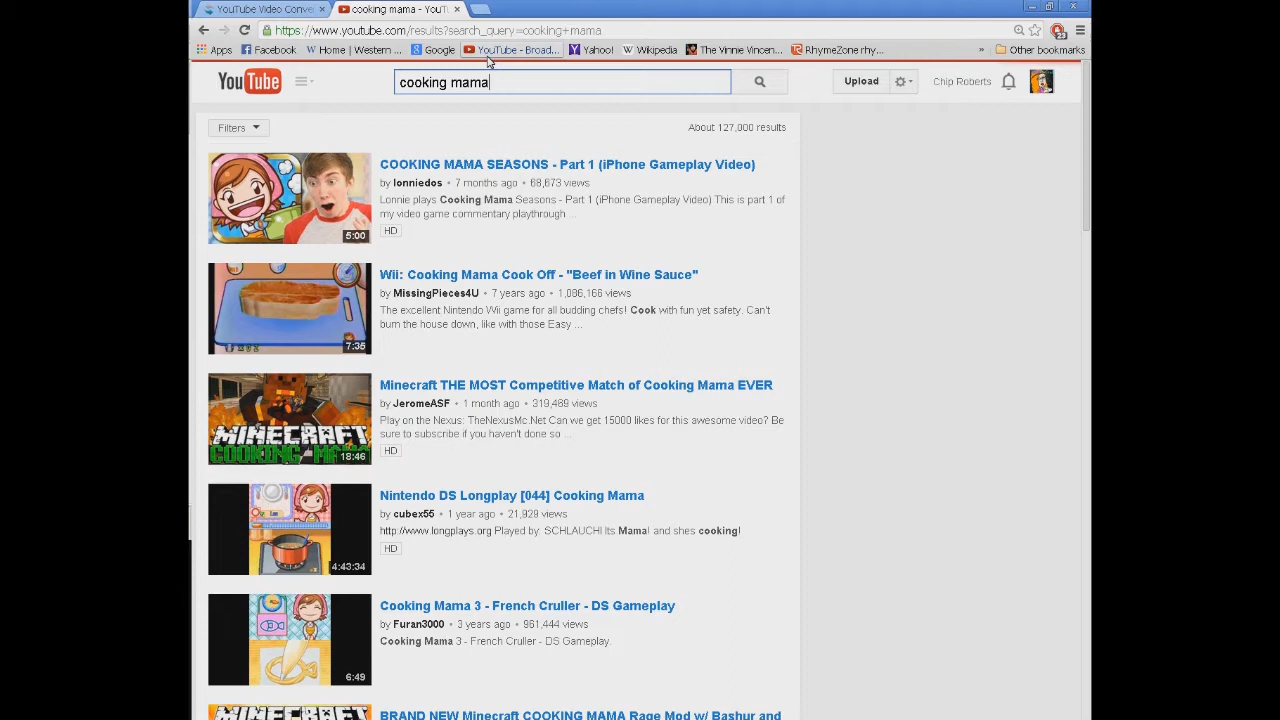 YouTube Video Conve
cooking mama - YouT
https://www.youtube.com/results?search_query=cooking+mama
Apps Facebook W Home | Western ... Google YouTube - Broad... Yahoo! W Wikipedia The Vinnie Vincen... RhymeZone rhy... » Other bookmarks
YouTube
cooking mama
Upload
Chip Roberts
Filters
About 127,000 results
COOKING MAMA SEASONS - Part 1 (iPhone Gameplay Video)
by lonniedos • 7 months ago • 68,673 views
Lonnie plays Cooking Mama Seasons - Part 1 (iPhone Gameplay Video) This is part 1 of
my video game commentary playthrough ...
HD
5:00
Wii: Cooking Mama Cook Off - "Beef in Wine Sauce"
by MissingPieces4U • 7 years ago • 1,086,166 views
The excellent Nintendo Wii game for all budding chefs! Cook with fun yet safety. Can't
burn the house down, like with those Easy ...
7:35
Minecraft THE MOST Competitive Match of Cooking Mama EVER
by JeromeASF • 1 month ago • 319,469 views
Play on the Nexus: TheNexusMc.Net Can we get 15000 likes for this awesome video? Be
sure to subscribe if you haven't done so ...
HD
MINECRAFT
COOKING MAMA
18:46
Nintendo DS Longplay [044] Cooking Mama
by cubex55 • 1 year ago • 21,929 views
http://www.longplays.org Played by: SCHLAUCHI Its Mama! and shes cooking!
HD
4:43:34
Cooking Mama 3 - French Cruller - DS Gameplay
by Furan3000 • 3 years ago • 961,444 views
Cooking Mama 3 - French Cruller - DS Gameplay.
6:49
BRAND NEW Minecraft COOKING MAMA Rage Mod w/ Bashur and